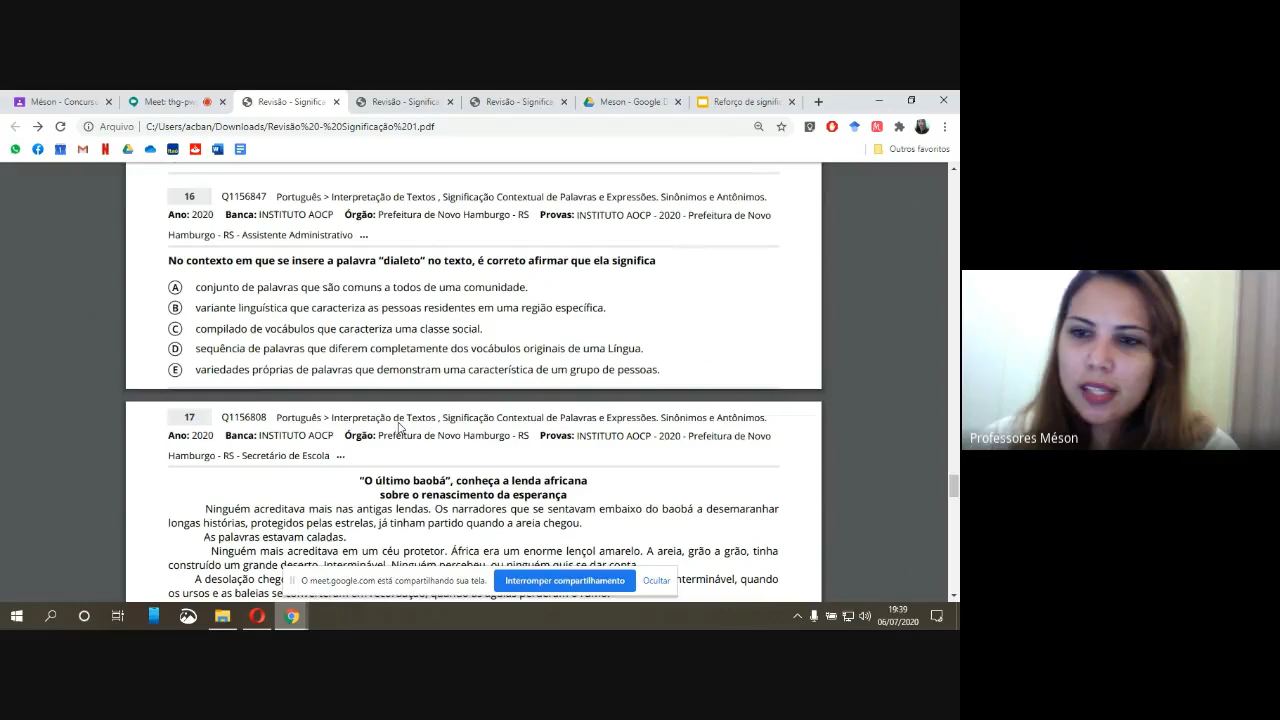 Méson - Concurs
Meet: thg-pw
Revisão - Significa
Revisão - Significa
Revisão - Significa
Meson - Google D
Reforço de signific
Arquivo | C:/Users/acban/Downloads/Revisão%20-%20Significação%201.pdf
Outros favoritos
16 Q1156847 Português > Interpretação de Textos , Significação Contextual de Palavras e Expressões. Sinônimos e Antônimos.
Ano: 2020 Banca: INSTITUTO AOCP Órgão: Prefeitura de Novo Hamburgo - RS Provas: INSTITUTO AOCP - 2020 - Prefeitura de Novo
Hamburgo - RS - Assistente Administrativo ...
No contexto em que se insere a palavra “dialeto” no texto, é correto afirmar que ela significa
A conjunto de palavras que são comuns a todos de uma comunidade.
B variante linguística que caracteriza as pessoas residentes em uma região específica.
C compilado de vocábulos que caracteriza uma classe social.
D sequência de palavras que diferem completamente dos vocábulos originais de uma Língua.
E variedades próprias de palavras que demonstram uma característica de um grupo de pessoas.
17 Q1156808 Português > Interpretação de Textos , Significação Contextual de Palavras e Expressões. Sinônimos e Antônimos.
Ano: 2020 Banca: INSTITUTO AOCP Órgão: Prefeitura de Novo Hamburgo - RS Provas: INSTITUTO AOCP - 2020 - Prefeitura de Novo
Hamburgo - RS - Secretário de Escola ...
“O último baobá”, conheça a lenda africana
sobre o renascimento da esperança
Ninguém acreditava mais nas antigas lendas. Os narradores que se sentavam embaixo do baobá a desemaranhar
longas histórias, protegidos pelas estrelas, já tinham partido quando a areia chegou.
As palavras estavam caladas.
Ninguém mais acreditava em um céu protetor. África era um enorme lençol amarelo. A areia, grão a grão, tinha
construído um grande deserto. Interminável. Ninguém percebeu, ou ninguém quis se dar conta.
A desolação cheg interminável, quando
os ursos e as baleias se
O meet.google.com está compartilhando sua tela.
Interromper compartilhamento
Ocultar
Professores Méson
19:39
06/07/2020